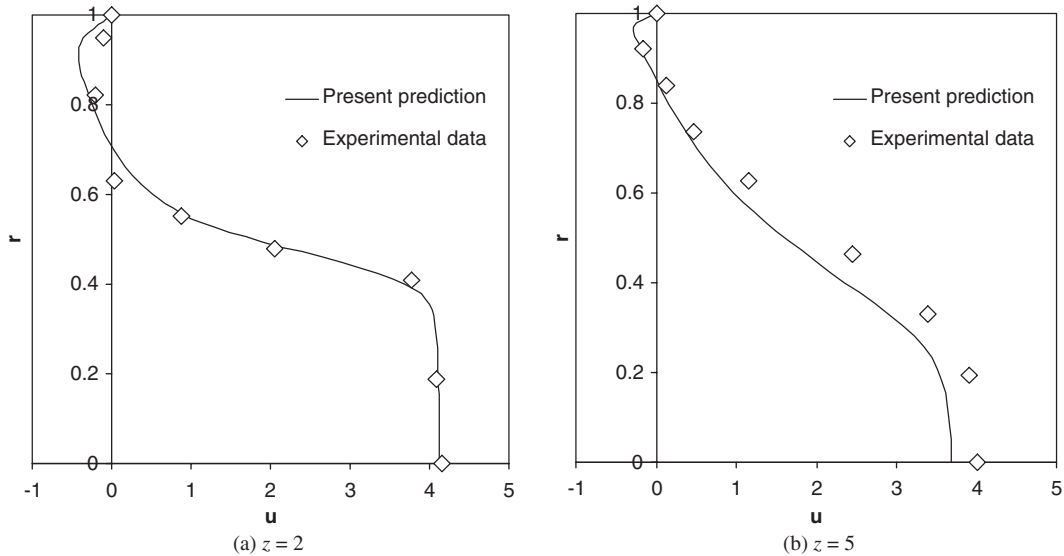 1
0.8
0.6
0.4
0.2
0
r
-1 0 1 2 3 4 5
u
Present prediction
Experimental data
(a) z = 2
1
0.8
0.6
0.4
0.2
0
r
-1 0 1 2 3 4 5
u
Present prediction
Experimental data
(b) z = 5